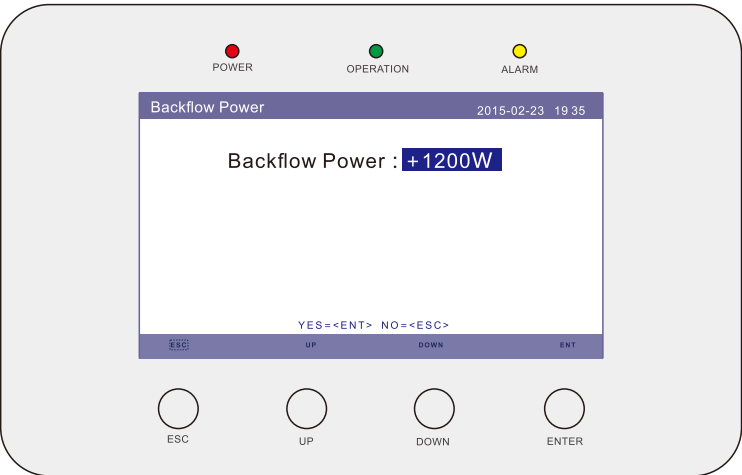 POWER OPERATION ALARM
Backflow Power 2015-02-23 19 35
Backflow Power : +1200W
YES=<ENT> NO=<ESC>
ESC UP DOWN ENT
ESC UP DOWN ENTER